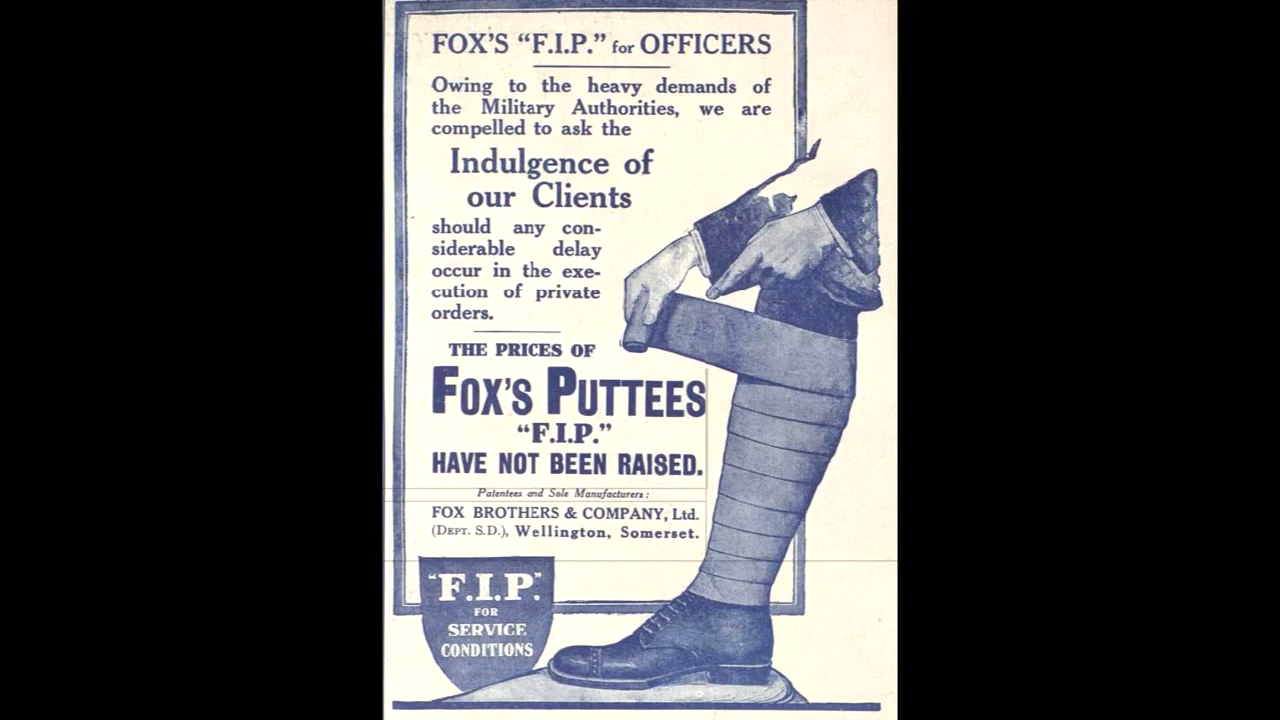 FOX'S "F.I.P." for OFFICERS
Owing to the heavy demands of
the Military Authorities, we are
compelled to ask the
Indulgence of
our Clients
should any con-
siderable delay
occur in the exe-
cution of private
orders.
THE PRICES OF
FOX'S PUTTEES
"F.I.P."
HAVE NOT BEEN RAISED.
Patentees and Sole Manufacturers:
FOX BROTHERS & COMPANY, Ltd.
(DEPT. S.D.), Wellington, Somerset.
"F.I.P."
FOR
SERVICE
CONDITIONS